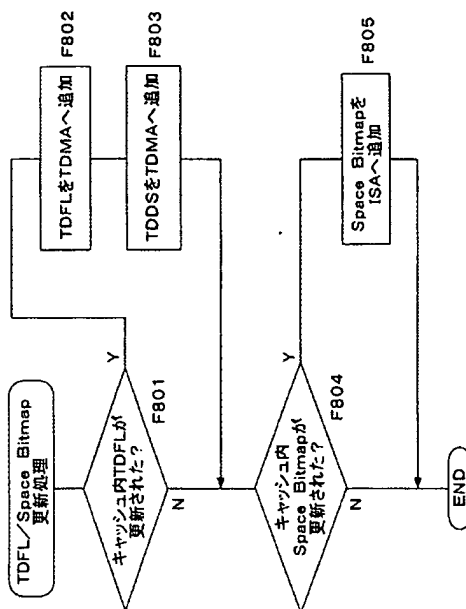 TDFL／Space Bitmap
更新処理
キャッシュ内TDFLが
更新された？
F801
Y
N
TDFLをTDMAへ追加
F802
TDDSをTDMAへ追加
F803
キャッシュ内
Space Bitmapが
更新された？
F804
Y
N
Space Bitmapを
ISAへ追加
F805
END